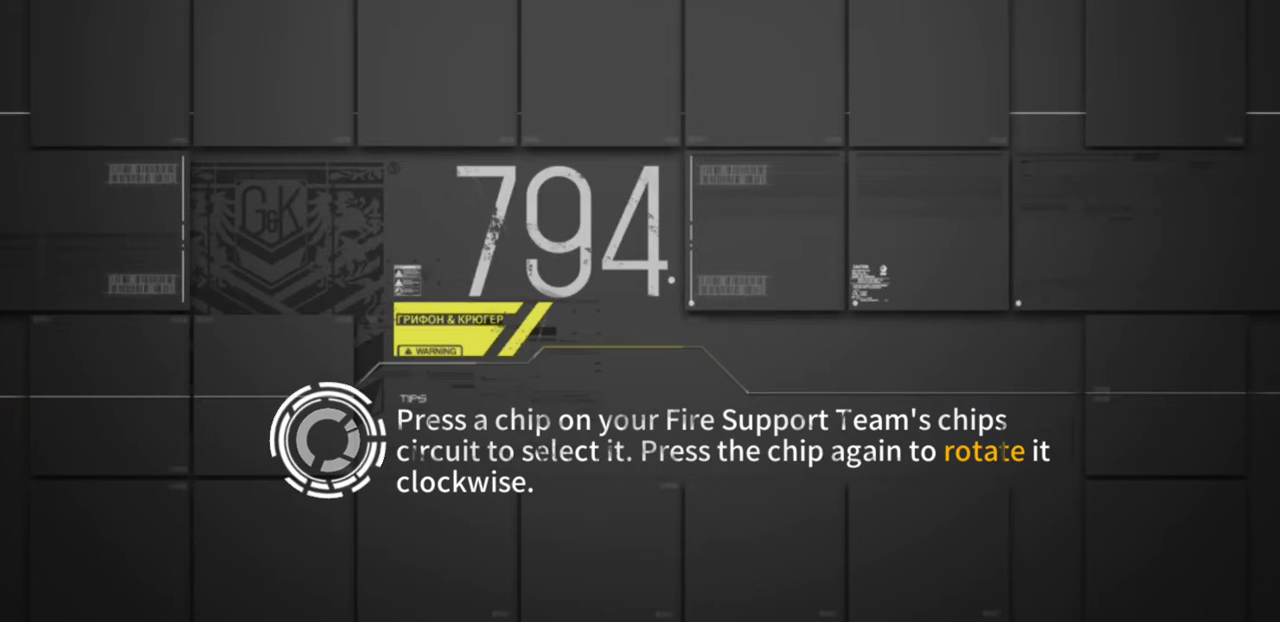 G&K
794.
ГРИФОН & КРЮГЕР
WARNING
TIPS
Press a chip on your Fire Support Team's chips
circuit to select it. Press the chip again to rotate it
clockwise.